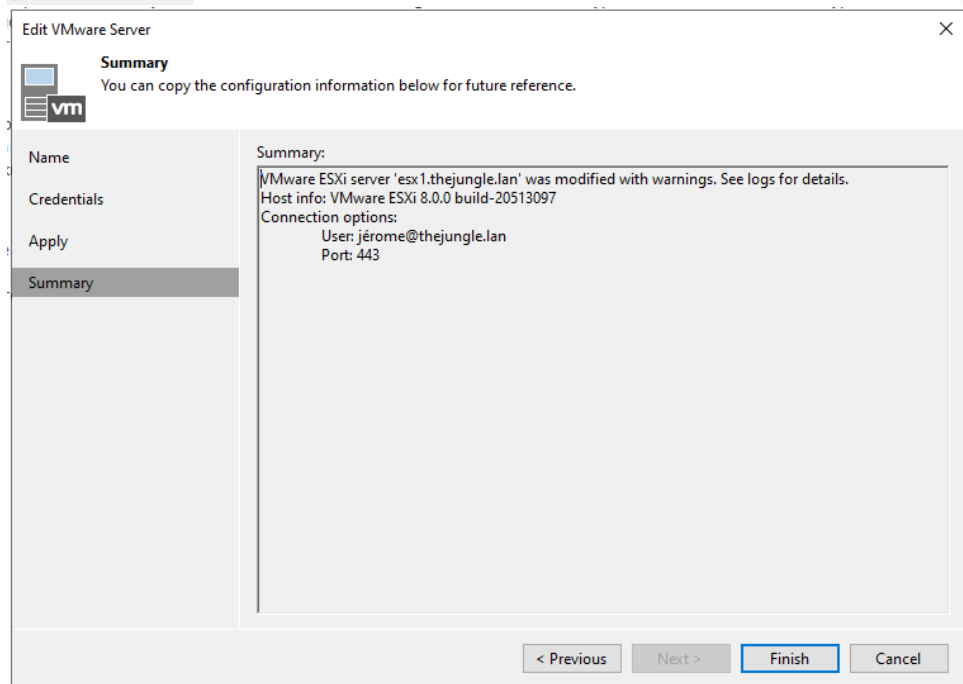 Edit VMware Server
Summary
You can copy the configuration information below for future reference.
vm
Name
Credentials
Apply
Summary
Summary:
VMware ESXi server 'esx1.thejungle.lan' was modified with warnings. See logs for details.
Host info: VMware ESXi 8.0.0 build-20513097
Connection options:
User: jérome@thejungle.lan
Port: 443
< Previous
Next >
Finish
Cancel